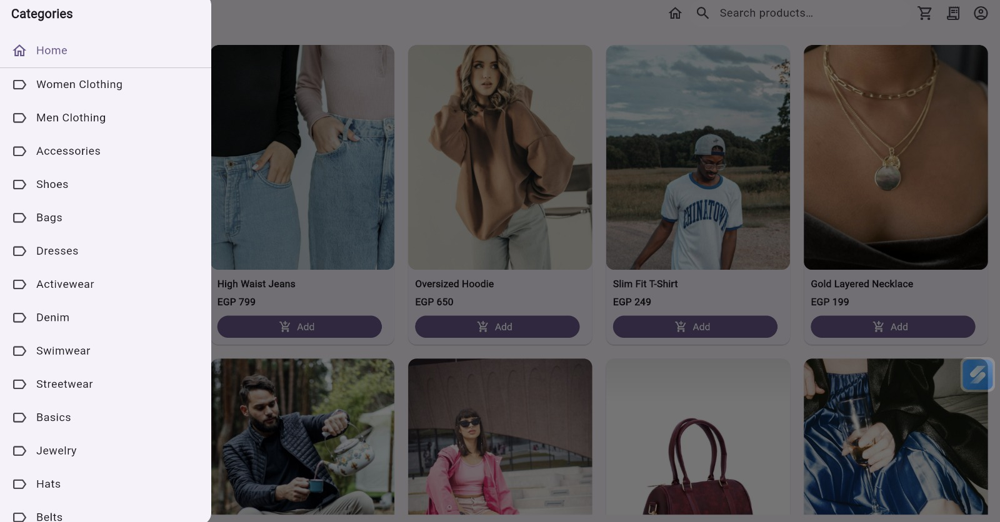 Categories
Home
Women Clothing
Men Clothing
Accessories
Shoes
Bags
Dresses
Activewear
Denim
Swimwear
Streetwear
Basics
Jewelry
Hats
Belts
Search products...
CHINATOWN
High Waist Jeans
EGP 799
Add
Oversized Hoodie
EGP 650
Add
Slim Fit T-Shirt
EGP 249
Add
Gold Layered Necklace
EGP 199
Add